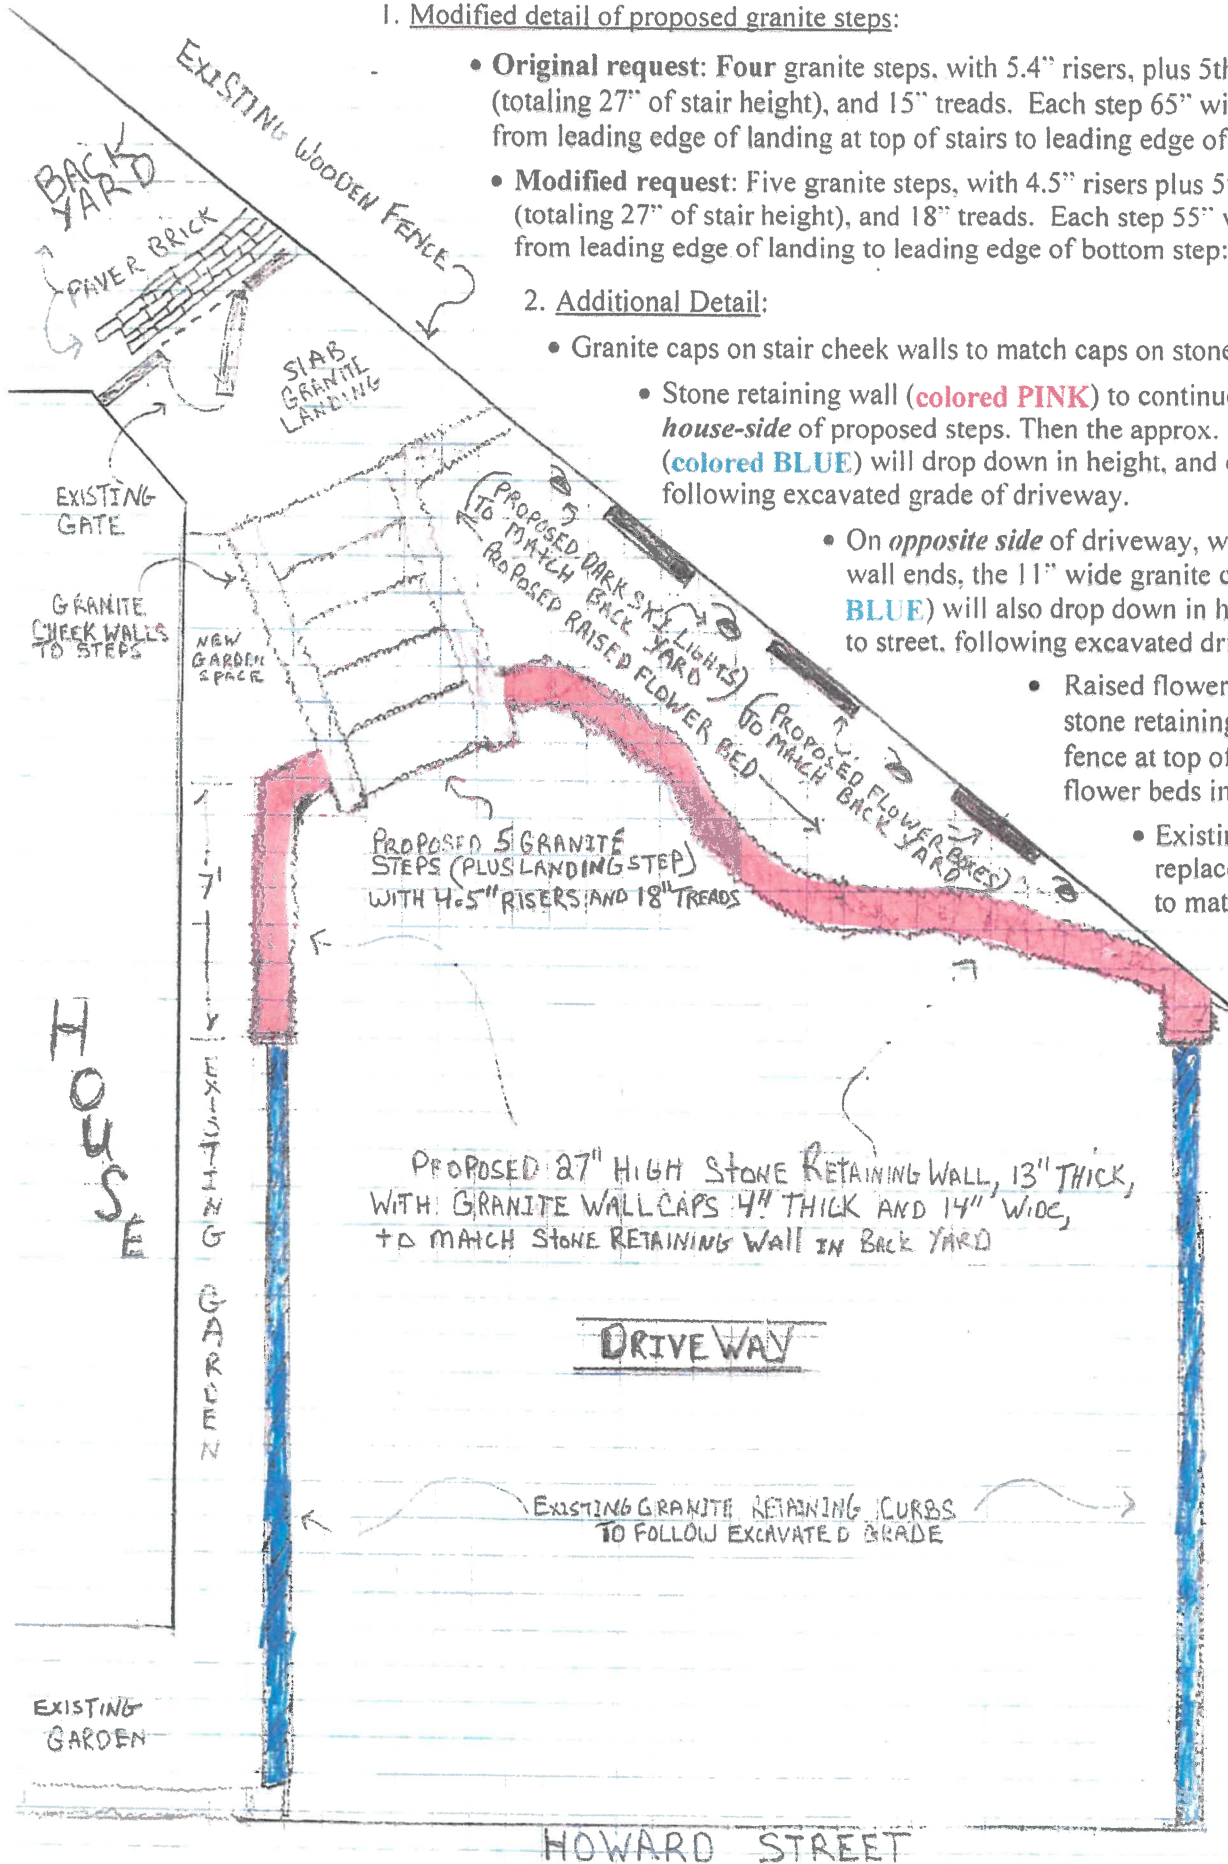 1. Modified detail of proposed granite steps:
• Original request: Four granite steps, with 5.4" risers, plus 5th
(totaling 27" of stair height), and 15" treads. Each step 65" wi
from leading edge of landing at top of stairs to leading edge of
• Modified request: Five granite steps, with 4.5" risers plus 5
(totaling 27" of stair height), and 18" treads. Each step 55"
from leading edge of landing to leading edge of bottom step:
2. Additional Detail:
• Granite caps on stair cheek walls to match caps on stone
• Stone retaining wall (colored PINK) to continue
house-side of proposed steps. Then the approx.
(colored BLUE) will drop down in height, and
following excavated grade of driveway.
• On opposite side of driveway, w
wall ends, the 11" wide granite c
BLUE) will also drop down in h
to street, following excavated dri
• Raised flower
stone retaining
fence at top of
flower beds in
• Existin
replace
to mat
EXISTING WOODEN FENCE
BACK
YARD
PAVER BRICK
SLAB
GRANITE
LANDING
EXISTING
GATE
GRANITE
CHEEK WALLS
TO STEPS
NEW
GARDEN
SPACE
(PROPOSED DARK SKY LIGHTS)
TO MATCH BACK YARD
PROPOSED RAISED FLOWER BED
(PROPOSED FLOWER BOXES)
TO MATCH BACK YARD
PROPOSED 5 GRANITE
STEPS (PLUS LANDING STEP)
WITH 4.5" RISERS AND 18" TREADS
7'
HOUSE
EXISTING GARDEN
PROPOSED 27" HIGH STONE RETAINING WALL, 13" THICK,
WITH GRANITE WALL CAPS 4" THICK AND 14" WIDE,
TO MATCH STONE RETAINING WALL IN BACK YARD
DRIVEWAY
EXISTING GRANITE RETAINING CURBS
TO FOLLOW EXCAVATED GRADE
EXISTING
GARDEN
HOWARD STREET